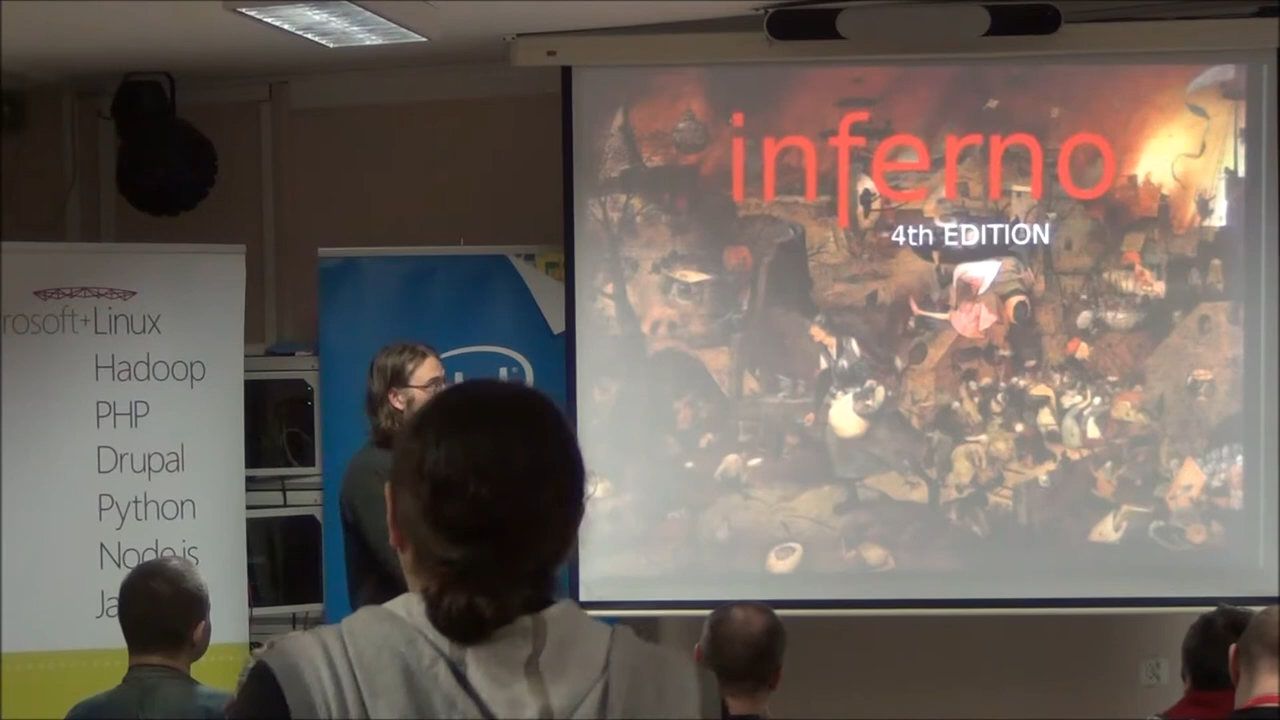 inferno
4th EDITION
rosoft+Linux
Hadoop
PHP
Drupal
Python
Node.js